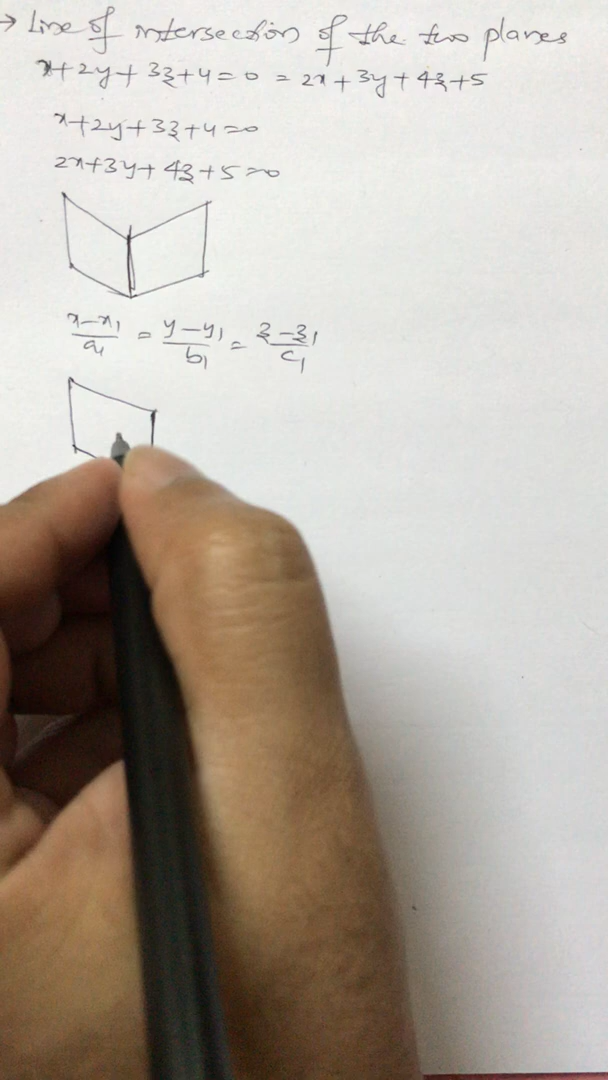 → Line of intersection of the two planes
x+2y+3z+4=0 = 2x+3y+4z+5
x+2y+3z+4=0
2x+3y+4z+5=0
x-x₁/a₁ = y-y₁/b₁ = z-z₁/c₁